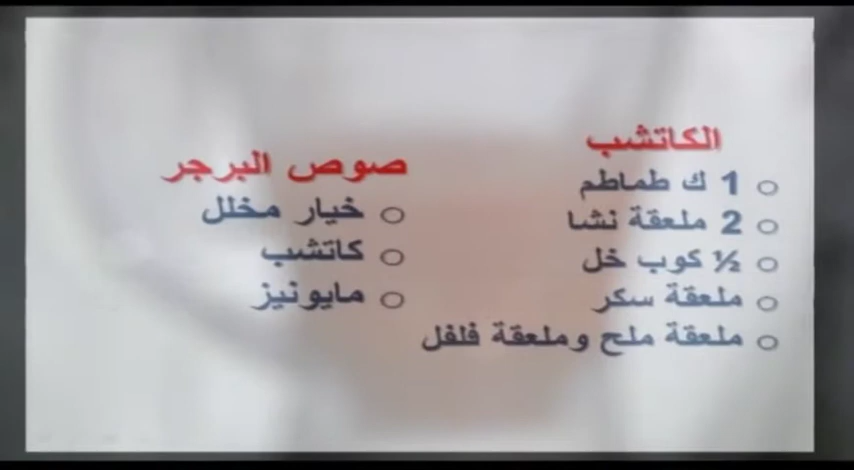 الكاتشب
1 ك طماطم
2 ملعقة نشا
½ كوب خل
ملعقة سكر
ملعقة ملح وملعقة فلفل
صوص البرجر
خيار مخلل
كاتشب
مايونيز